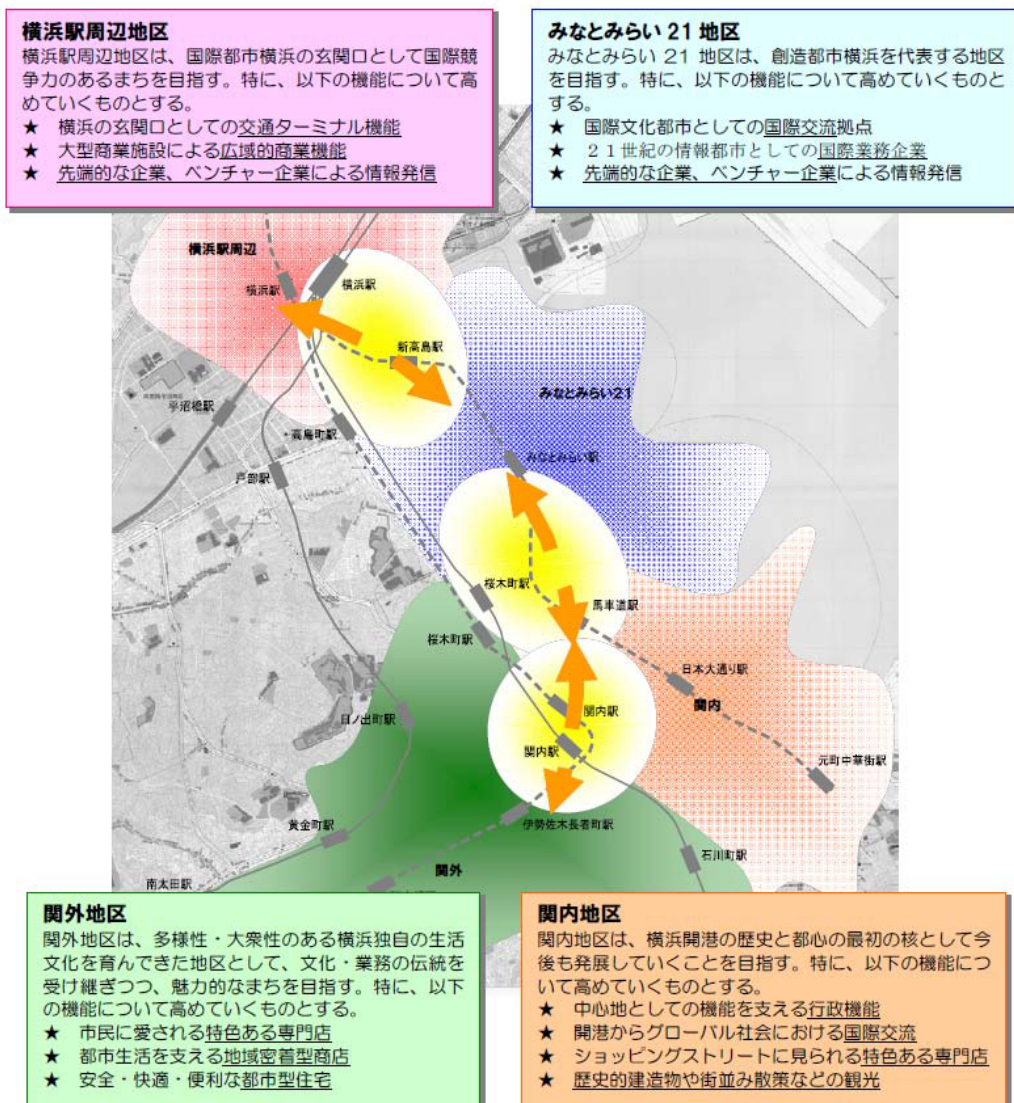 横浜駅周辺地区
横浜駅周辺地区は、国際都市横浜の玄関口として国際競
争力のあるまちを目指す。特に、以下の機能について高
めていくものとする。
★ 横浜の玄関口としての交通ターミナル機能
★ 大型商業施設による広域的商業機能
★ 先端的な企業、ベンチャー企業による情報発信
みなとみらい 21 地区
みなとみらい 21 地区は、創造都市横浜を代表する地区
を目指す。特に、以下の機能について高めていくものと
する。
★ 国際文化都市としての国際交流拠点
★ 21世紀の情報都市としての国際業務企業
★ 先端的な企業、ベンチャー企業による情報発信
横浜駅周辺
横浜駅
横浜駅
新高島駅
みなとみらい21
平沼橋駅
高島町駅
みなとみらい駅
戸部駅
桜木町駅
馬車道駅
桜木町駅
日本大通り駅
関内
関内駅
日ノ出町駅
関内駅
元町中華街駅
黄金町駅
伊勢佐木長者町駅
石川町駅
関外
南太田駅
関外地区
関外地区は、多様性・大衆性のある横浜独自の生活
文化を育んできた地区として、文化・業務の伝統を
受け継ぎつつ、魅力的なまちを目指す。特に、以下
の機能について高めていくものとする。
★ 市民に愛される特色ある専門店
★ 都市生活を支える地域密着型商店
★ 安全・快適・便利な都市型住宅
関内地区
関内地区は、横浜開港の歴史と都心の最初の核として今
後も発展していくことを目指す。特に、以下の機能につ
いて高めていくものとする。
★ 中心地としての機能を支える行政機能
★ 開港からグローバル社会における国際交流
★ ショッピングストリートに見られる特色ある専門店
★ 歴史的建造物や街並み散策などの観光